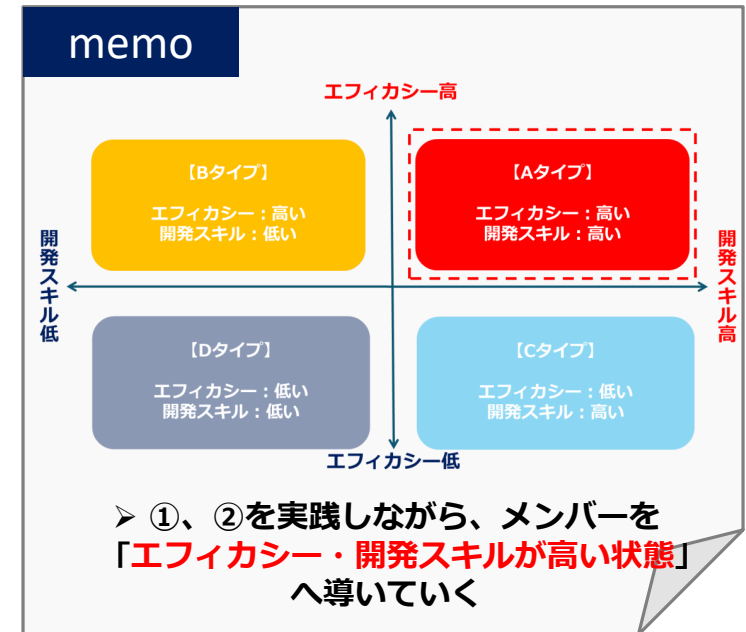 memo
エフィカシー高
【Bタイプ】
エフィカシー：高い
開発スキル：低い
【Aタイプ】
エフィカシー：高い
開発スキル：高い
開発スキル低
開発スキル高
【Dタイプ】
エフィカシー：低い
開発スキル：低い
【Cタイプ】
エフィカシー：低い
開発スキル：高い
エフィカシー低
➢ ①、②を実践しながら、メンバーを
「エフィカシー・開発スキルが高い状態」
へ導いていく